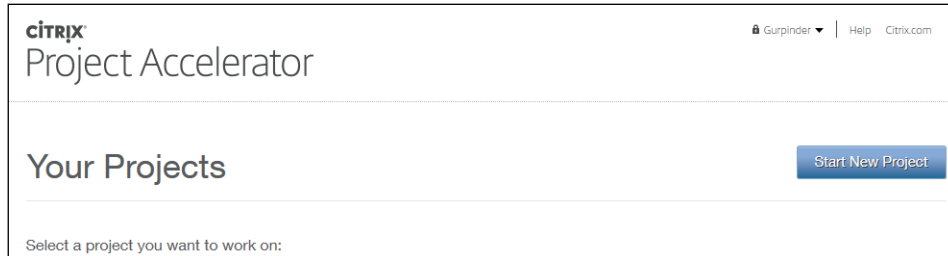 CITRIX
Gurpinder Help Citrix.com
Project Accelerator
Your Projects
Start New Project
Select a project you want to work on: